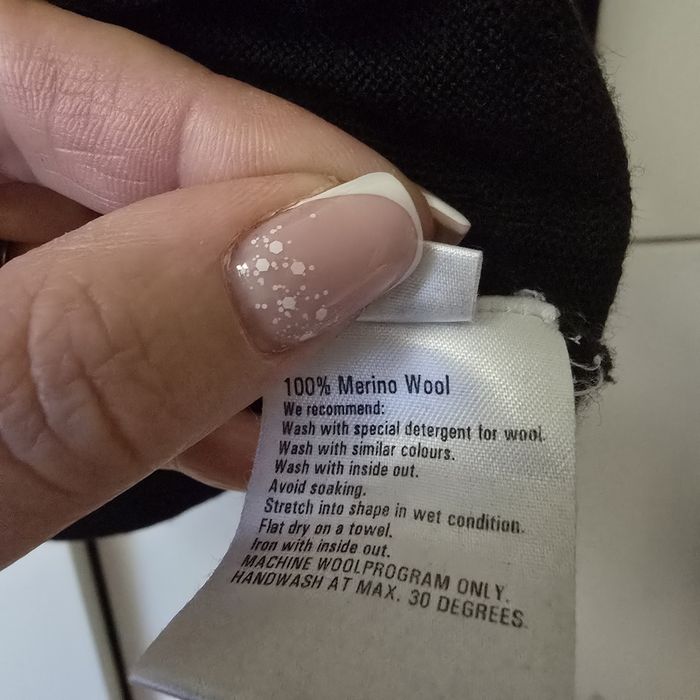 100% Merino Wool
We recommend:
Wash with special detergent for wool.
Wash with similar colours.
Wash with inside out.
Avoid soaking.
Stretch into shape in wet condition.
Flat dry on a towel.
Iron with inside out.
MACHINE WOOLPROGRAM ONLY.
HANDWASH AT MAX. 30 DEGREES.